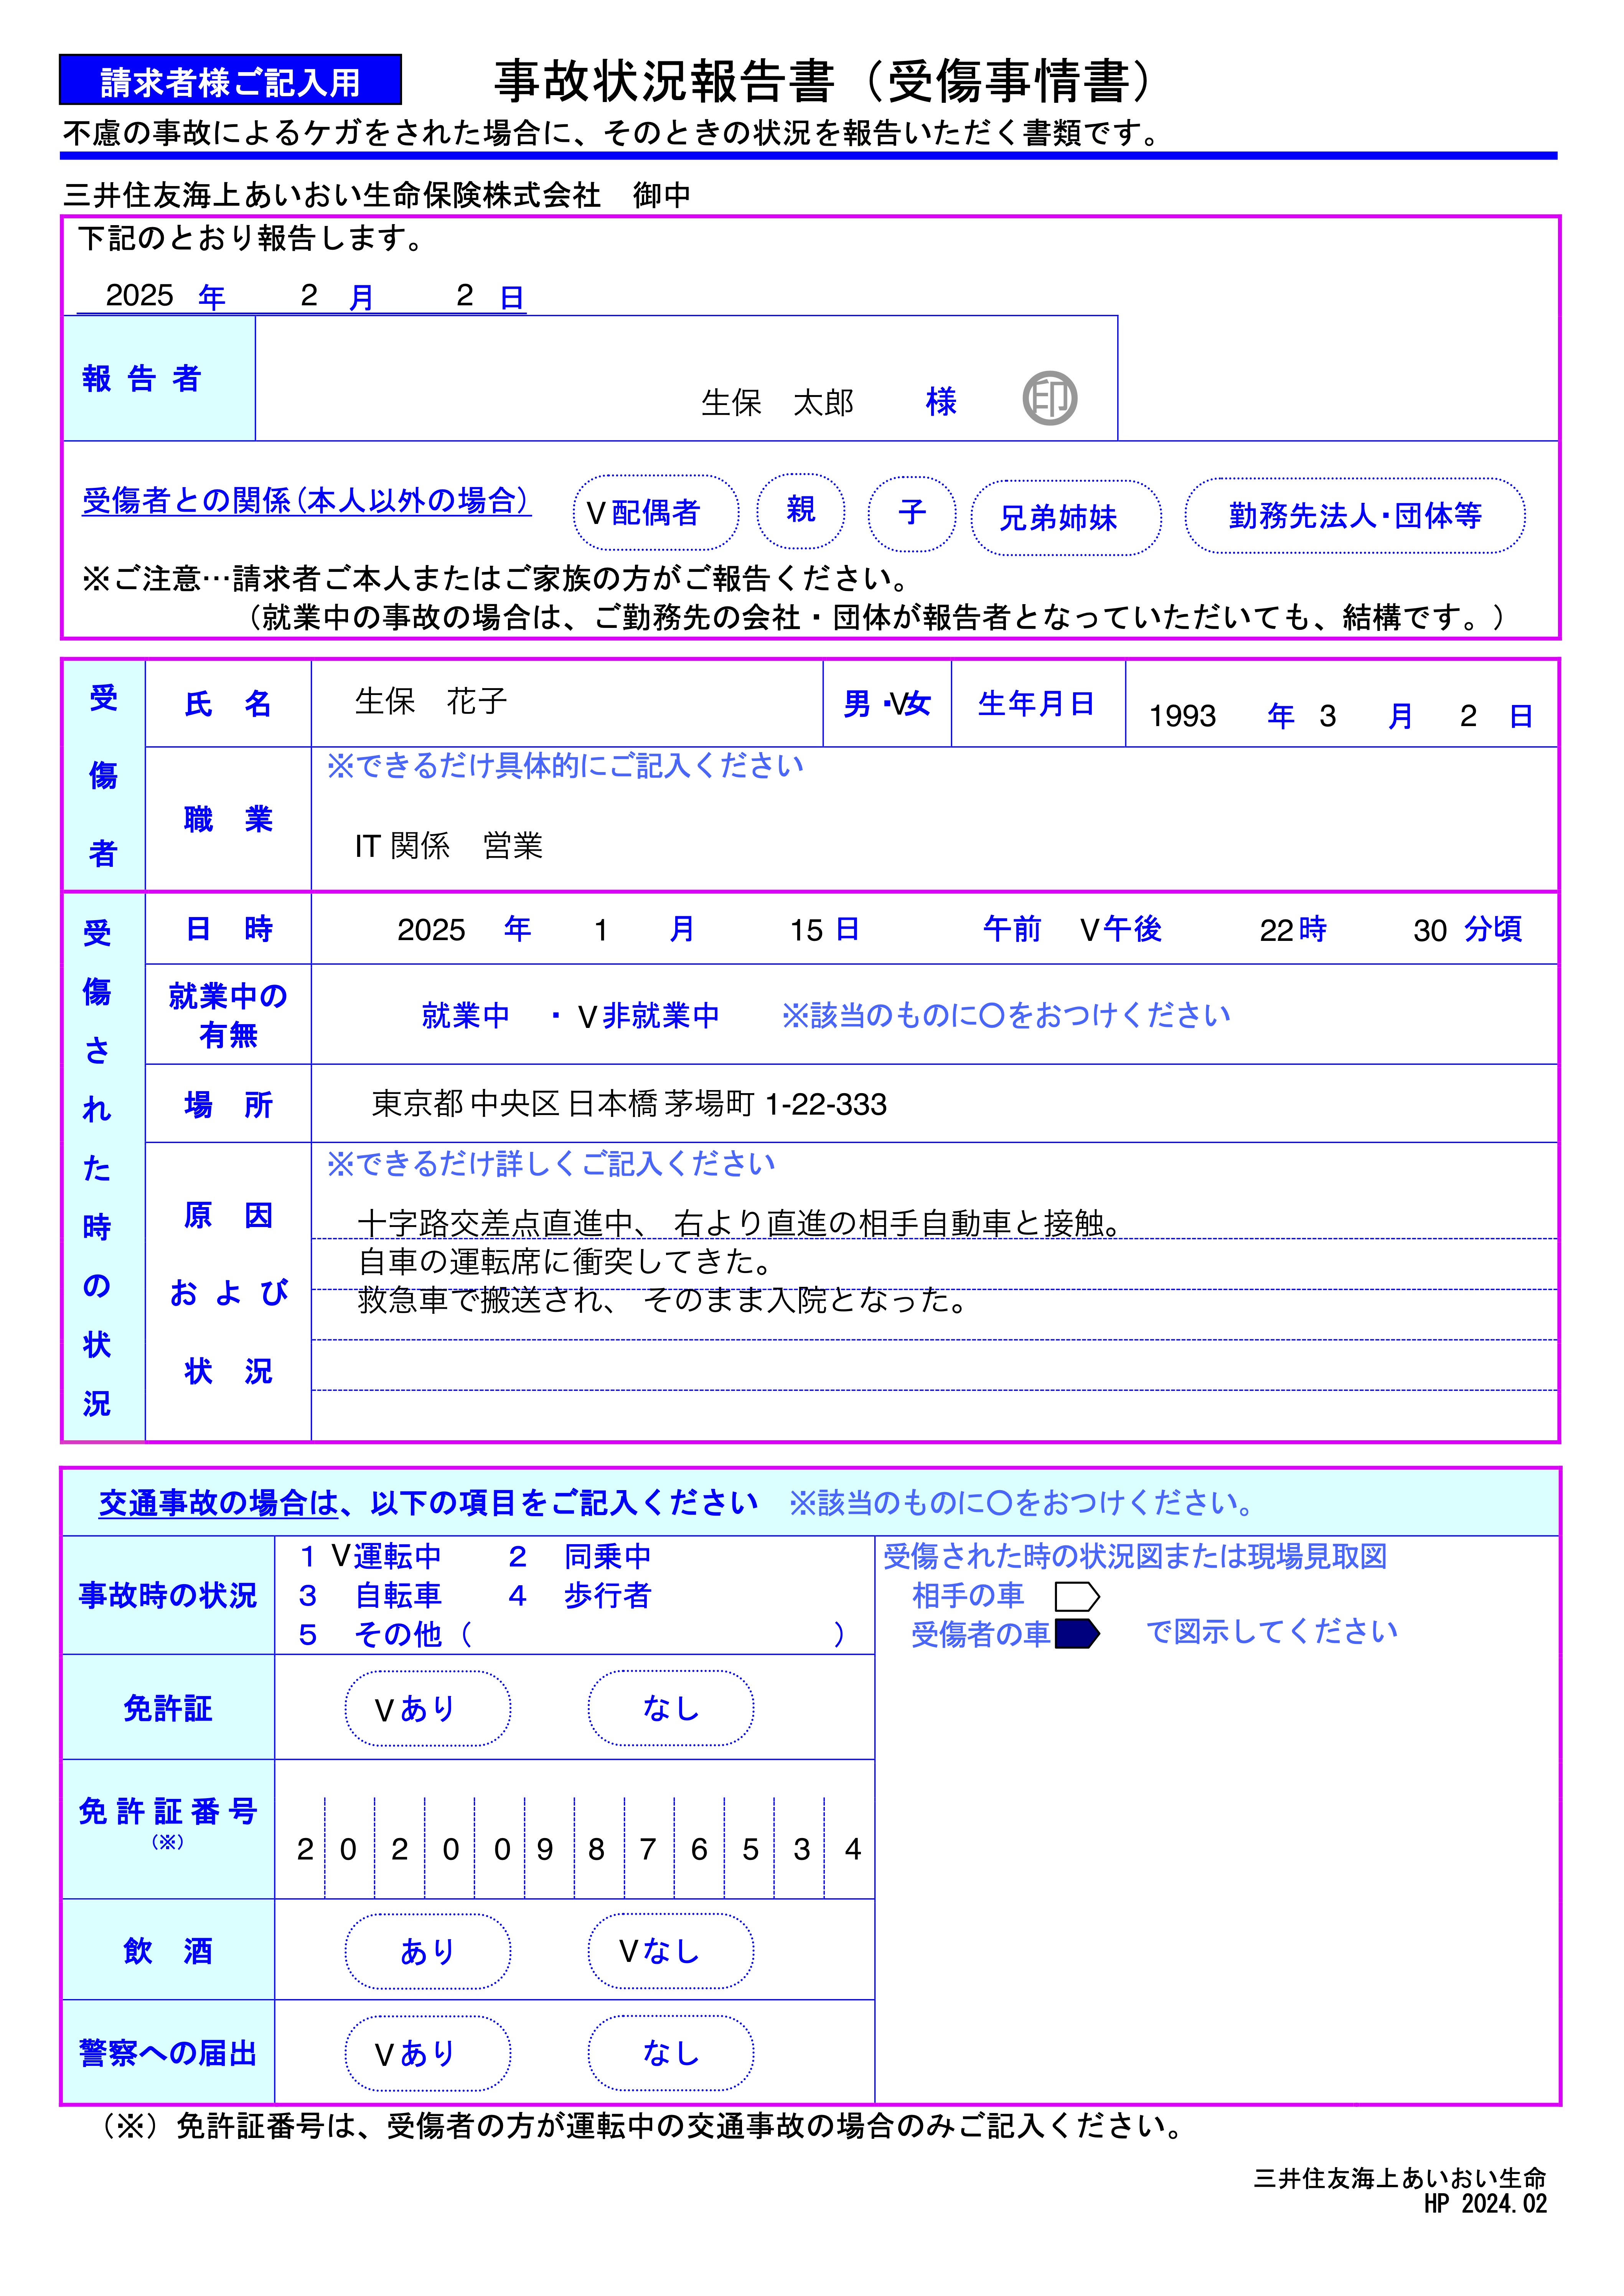 請求者様ご記入用 事故状況報告書（受傷事情書）
不慮の事故によるケガをされた場合に、そのときの状況を報告いただく書類です。
三井住友海上あいおい生命保険株式会社　御中
下記のとおり報告します。
2025 年 2 月 2 日
報告者 生保　太郎 様 印
受傷者との関係(本人以外の場合) V 配偶者 親 子 兄弟姉妹 勤務先法人・団体等
※ご注意…請求者ご本人またはご家族の方がご報告ください。
（就業中の事故の場合は、ご勤務先の会社・団体が報告者となっていただいても、結構です。）
受傷者 氏　名 生保　花子 男・V女 生年月日 1993 年 3 月 2 日
職　業 ※できるだけ具体的にご記入ください
IT 関係　営業
受傷された時の状況 日　時 2025 年 1 月 15 日 午前 V 午後 22 時 30 分頃
就業中の有無 就業中 ・ V 非就業中 ※該当のものに〇をおつけください
場　所 東京都 中央区 日本橋 茅場町 1-22-333
原　因 および 状　況 ※できるだけ詳しくご記入ください
十字路交差点直進中、 右より直進の相手自動車と接触。
自車の運転席に衝突してきた。
救急車で搬送され、 そのまま入院となった。
交通事故の場合は、以下の項目をご記入ください　※該当のものに〇をおつけください。
事故時の状況 1 V 運転中 2 同乗中
3 自転車 4 歩行者
5 その他（　）
受傷された時の状況図または現場見取図
相手の車
受傷者の車 で図示してください
免許証 V あり なし
免許証番号 （※） 2 0 2 0 0 9 8 7 6 5 3 4
飲　酒 あり V なし
警察への届出 V あり なし
（※）免許証番号は、受傷者の方が運転中の交通事故の場合のみご記入ください。
三井住友海上あいおい生命
HP 2024.02